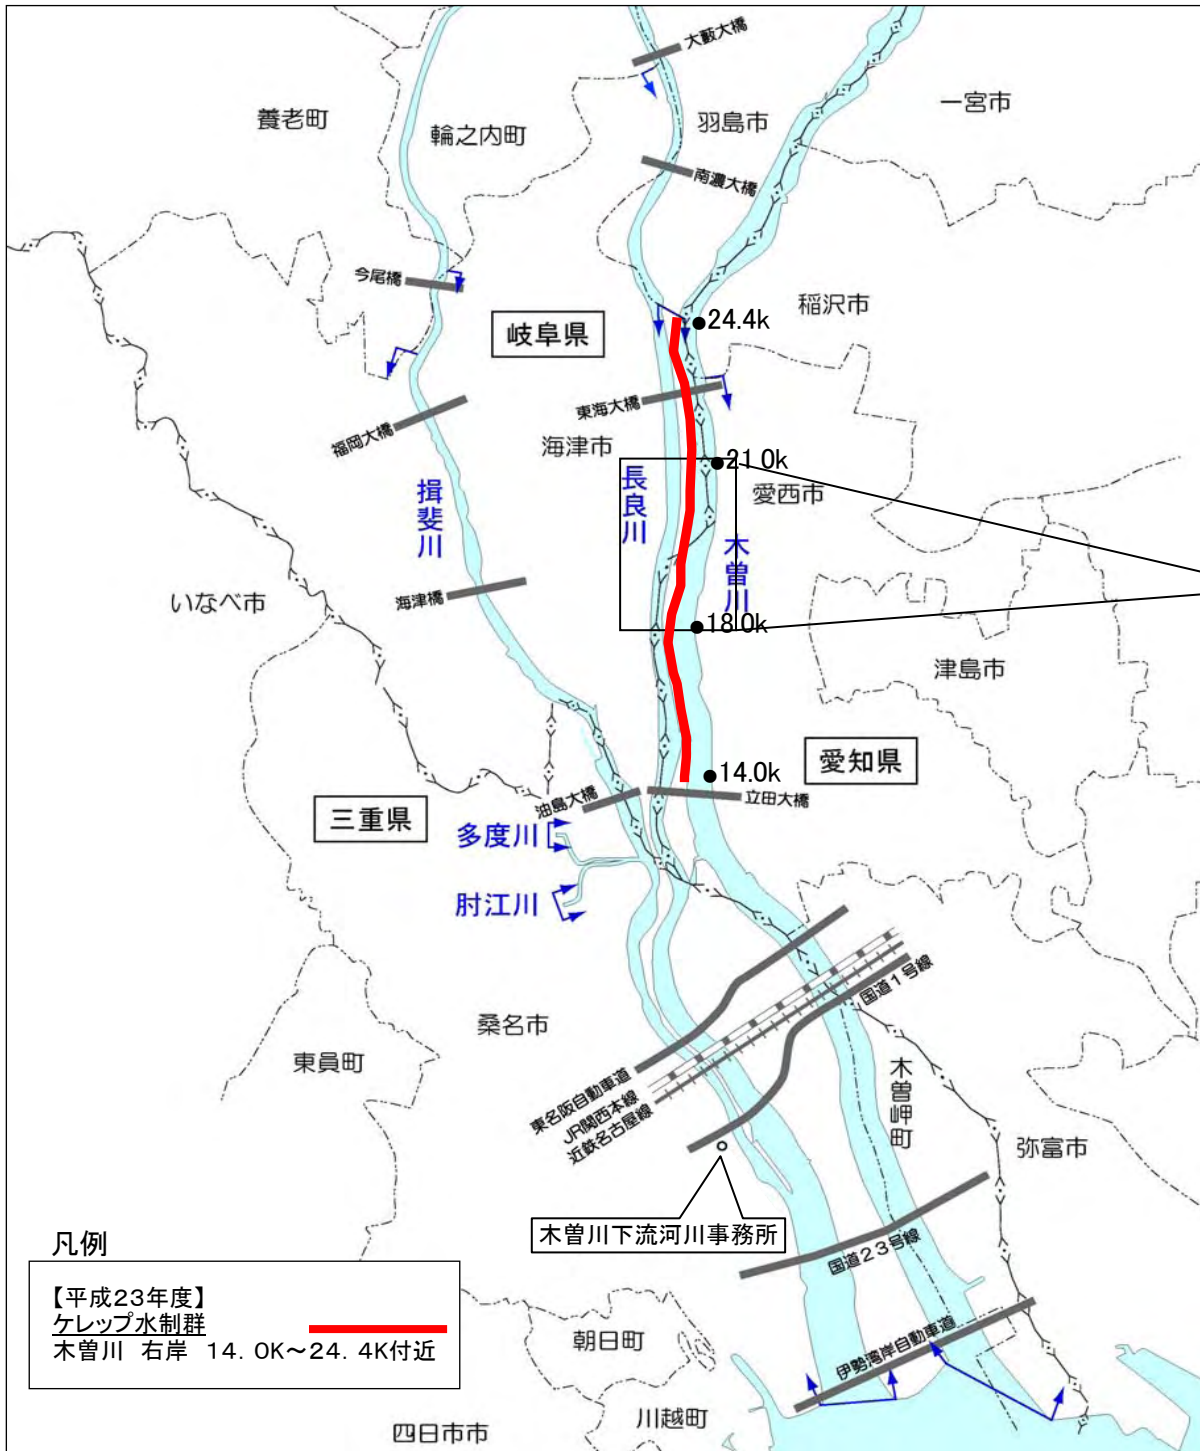 大藪大橋
一宮市
養老町
輪之内町
羽島市
南濃大橋
今尾橋
稲沢市
岐阜県
24.4k
東海大橋
福岡大橋
海津市
21.0k
長良川
愛西市
揖斐川
木曽川
海津橋
いなべ市
18.0k
津島市
愛知県
14.0k
立田大橋
油島大橋
三重県
多度川
肘江川
国道1号線
桑名市
東員町
東名阪自動車道
JR関西本線
近鉄名古屋線
木曽岬町
弥富市
木曽川下流河川事務所
国道23号線
凡例
【平成23年度】
ケレップ水制群
木曽川 右岸 14.0K~24.4K付近
朝日町
伊勢湾岸自動車道
川越町
四日市市